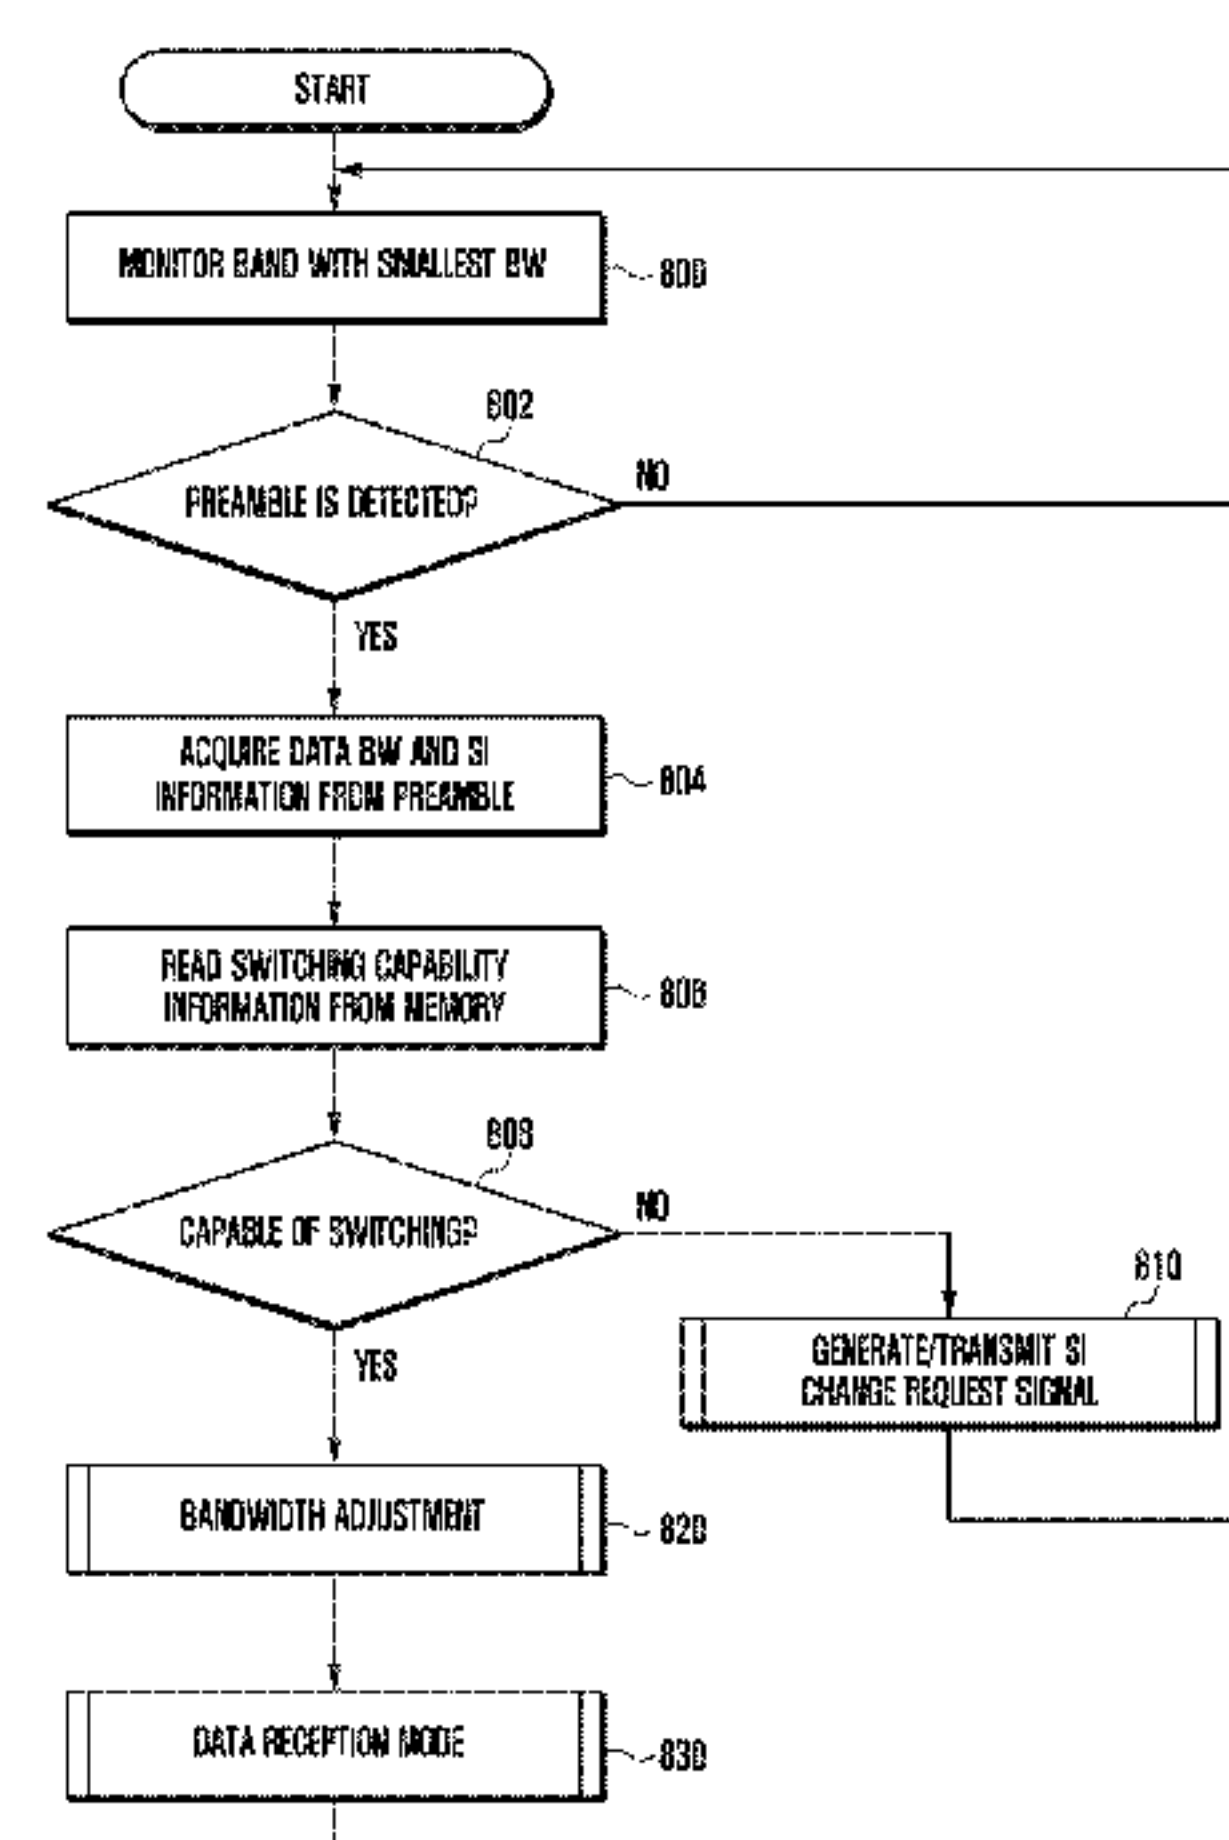 START
MONITOR BAND WITH SMALLEST BW
800
802
PREAMBLE IS DETECTED?
NO
YES
ACQUIRE DATA BW AND SI
INFORMATION FROM PREAMBLE
804
READ SWITCHING CAPABILITY
INFORMATION FROM MEMORY
806
808
CAPABLE OF SWITCHING?
NO
YES
810
GENERATE/TRANSMIT SI
CHANGE REQUEST SIGNAL
BANDWIDTH ADJUSTMENT
820
DATA RECEPTION MODE
830